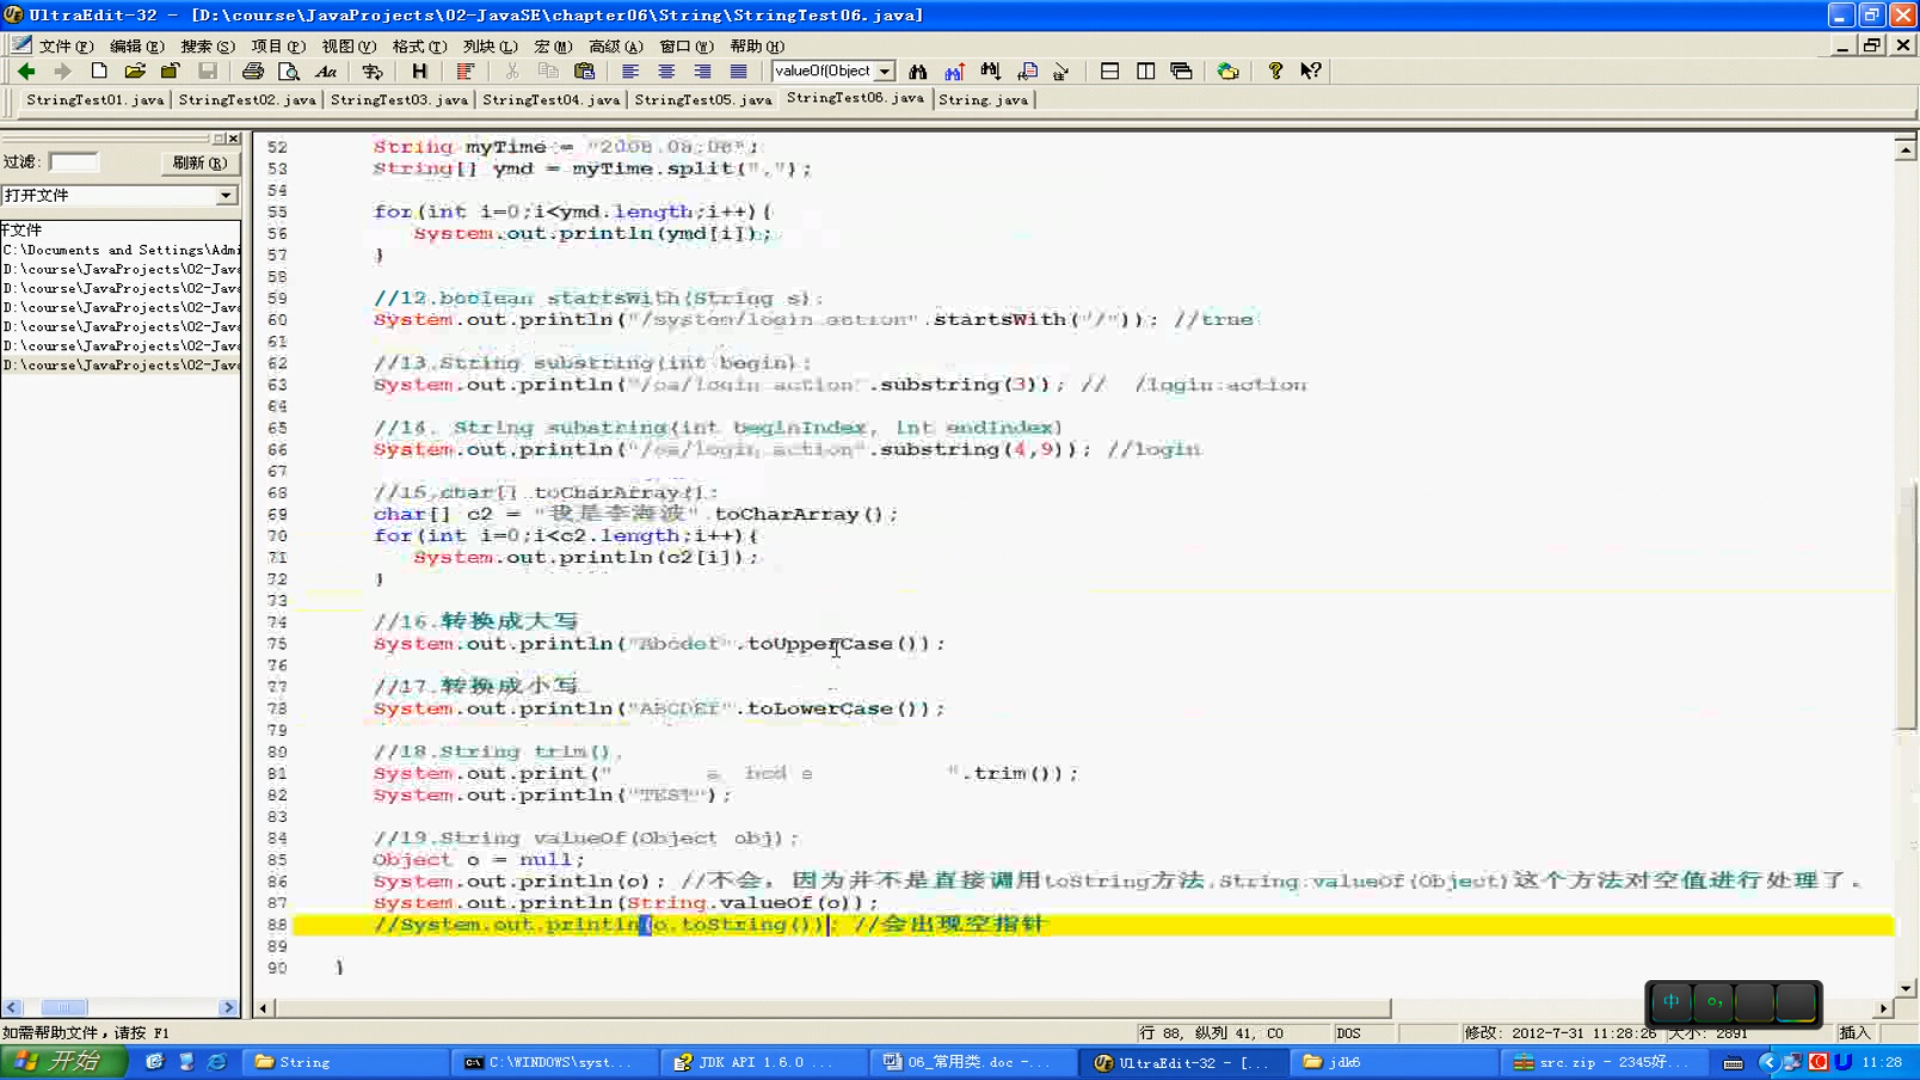 UltraEdit-32 - [D:\course\JavaProjects\02-JavaSE\chapter06\String\StringTest06.java]
文件(F) 编辑(E) 搜索(S) 项目(P) 视图(V) 格式(T) 列块(L) 宏(M) 高级(A) 窗口(W) 帮助(H)
valueOf(Object
StringTest01.java StringTest02.java StringTest03.java StringTest04.java StringTest05.java StringTest06.java String.java
过滤: 刷新(R)
打开文件
开文件
C:\Documents and Settings\Admi
D:\course\JavaProjects\02-Java
D:\course\JavaProjects\02-Java
D:\course\JavaProjects\02-Java
D:\course\JavaProjects\02-Java
D:\course\JavaProjects\02-Java
D:\course\JavaProjects\02-Java
52 String myTime = "2008,08,08";
53 String[] ymd = myTime.split(",");
54
55 for(int i=0;i<ymd.length;i++){
56 System.out.println(ymd[i]);
57 }
58
59 //12.boolean startsWith(String s);
60 System.out.println("/system/login.action".startsWith("/")); //true
61
62 //13.String substring(int begin);
63 System.out.println("/oa/login.action".substring(3)); // /login.action
64
65 //14. String substring(int beginIndex, int endIndex)
66 System.out.println("/oa/login.action".substring(4,9)); //login
67
68 //15.char[] toCharArray();
69 char[] c2 = "我是李海波".toCharArray();
70 for(int i=0;i<c2.length;i++){
71 System.out.println(c2[i]);
72 }
73
74 //16.转换成大写
75 System.out.println("Abcdef".toUpperCase());
76
77 //17.转换成小写
78 System.out.println("ABCDEf".toLowerCase());
79
80 //18.String trim();
81 System.out.print(" a bcd e ".trim());
82 System.out.println("TEST");
83
84 //19.String valueOf(Object obj);
85 Object o = null;
86 System.out.println(o); //不会，因为并不是直接调用toString方法,String.valueOf(Object)这个方法对空值进行处理了。
87 System.out.println(String.valueOf(o));
88 //System.out.println(o.toString()); //会出现空指针
89
90 }
中
如需帮助文件，请按 F1 行 88, 纵列 41, C0 DOS 修改: 2012-7-31 11:28:26 大小: 2891 插入
开始 String C:\WINDOWS\syst... JDK API 1.6.0 ... 06_常用类.doc -... UltraEdit-32 - [... jdk6 src.zip - 2345好... 11:28